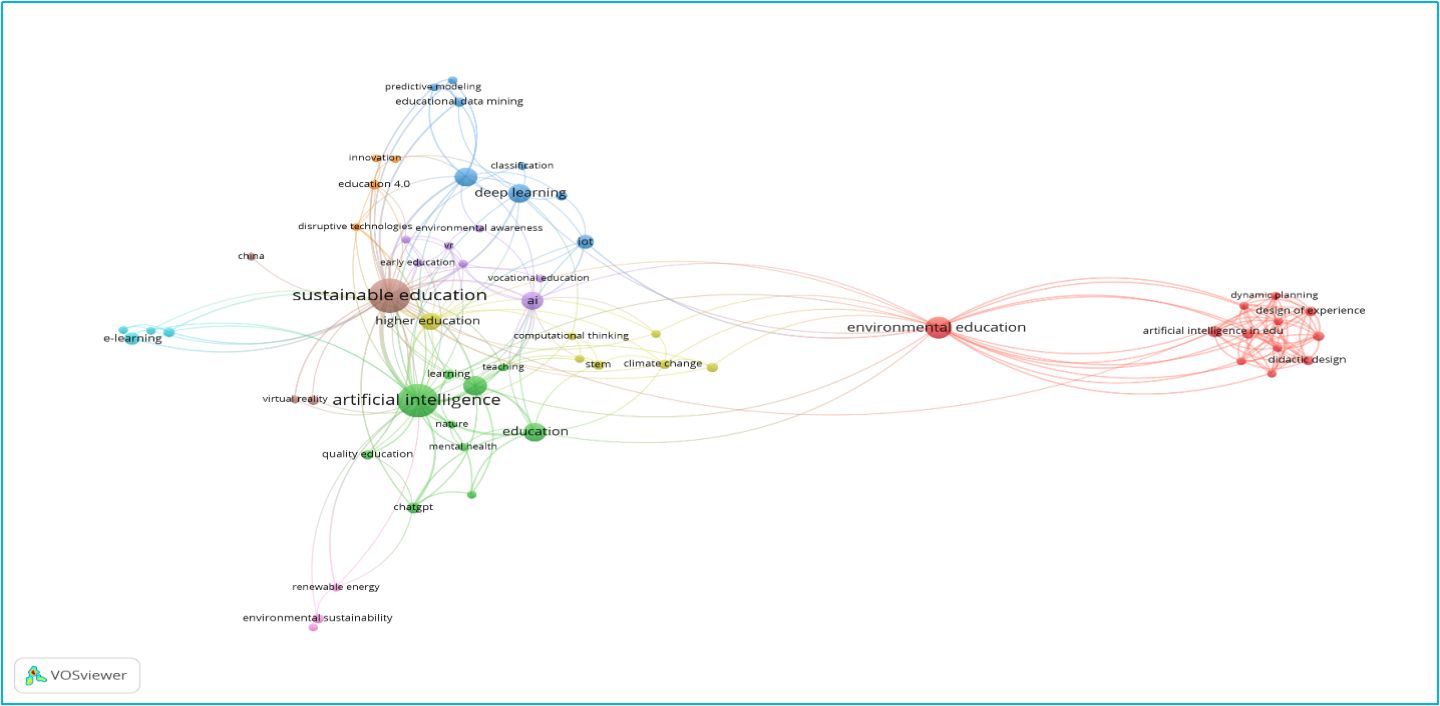 predictive modeling
educational data mining
innovation
classification
education 4.0
deep learning
disruptive technologies
environmental awareness
iot
vr
china
early education
vocational education
sustainable education
ai
dynamic planning
design of experience
higher education
environmental education
artificial intelligence in edu
e-learning
computational thinking
didactic design
stem
climate change
teaching
learning
virtual reality
artificial intelligence
nature
education
mental health
quality education
chatgpt
renewable energy
environmental sustainability
VOSviewer